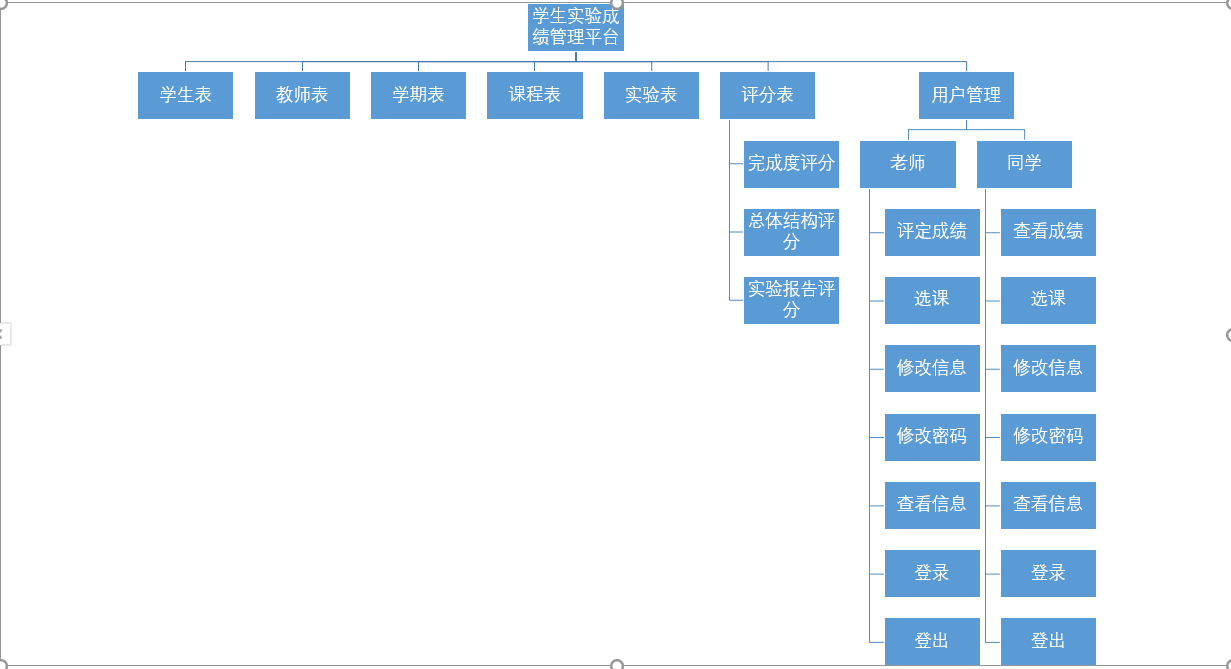 学生实验成
绩管理平台
学生表
教师表
学期表
课程表
实验表
评分表
用户管理
完成度评分
总体结构评
分
实验报告评
分
老师
同学
评定成绩
选课
修改信息
修改密码
查看信息
登录
登出
查看成绩
选课
修改信息
修改密码
查看信息
登录
登出